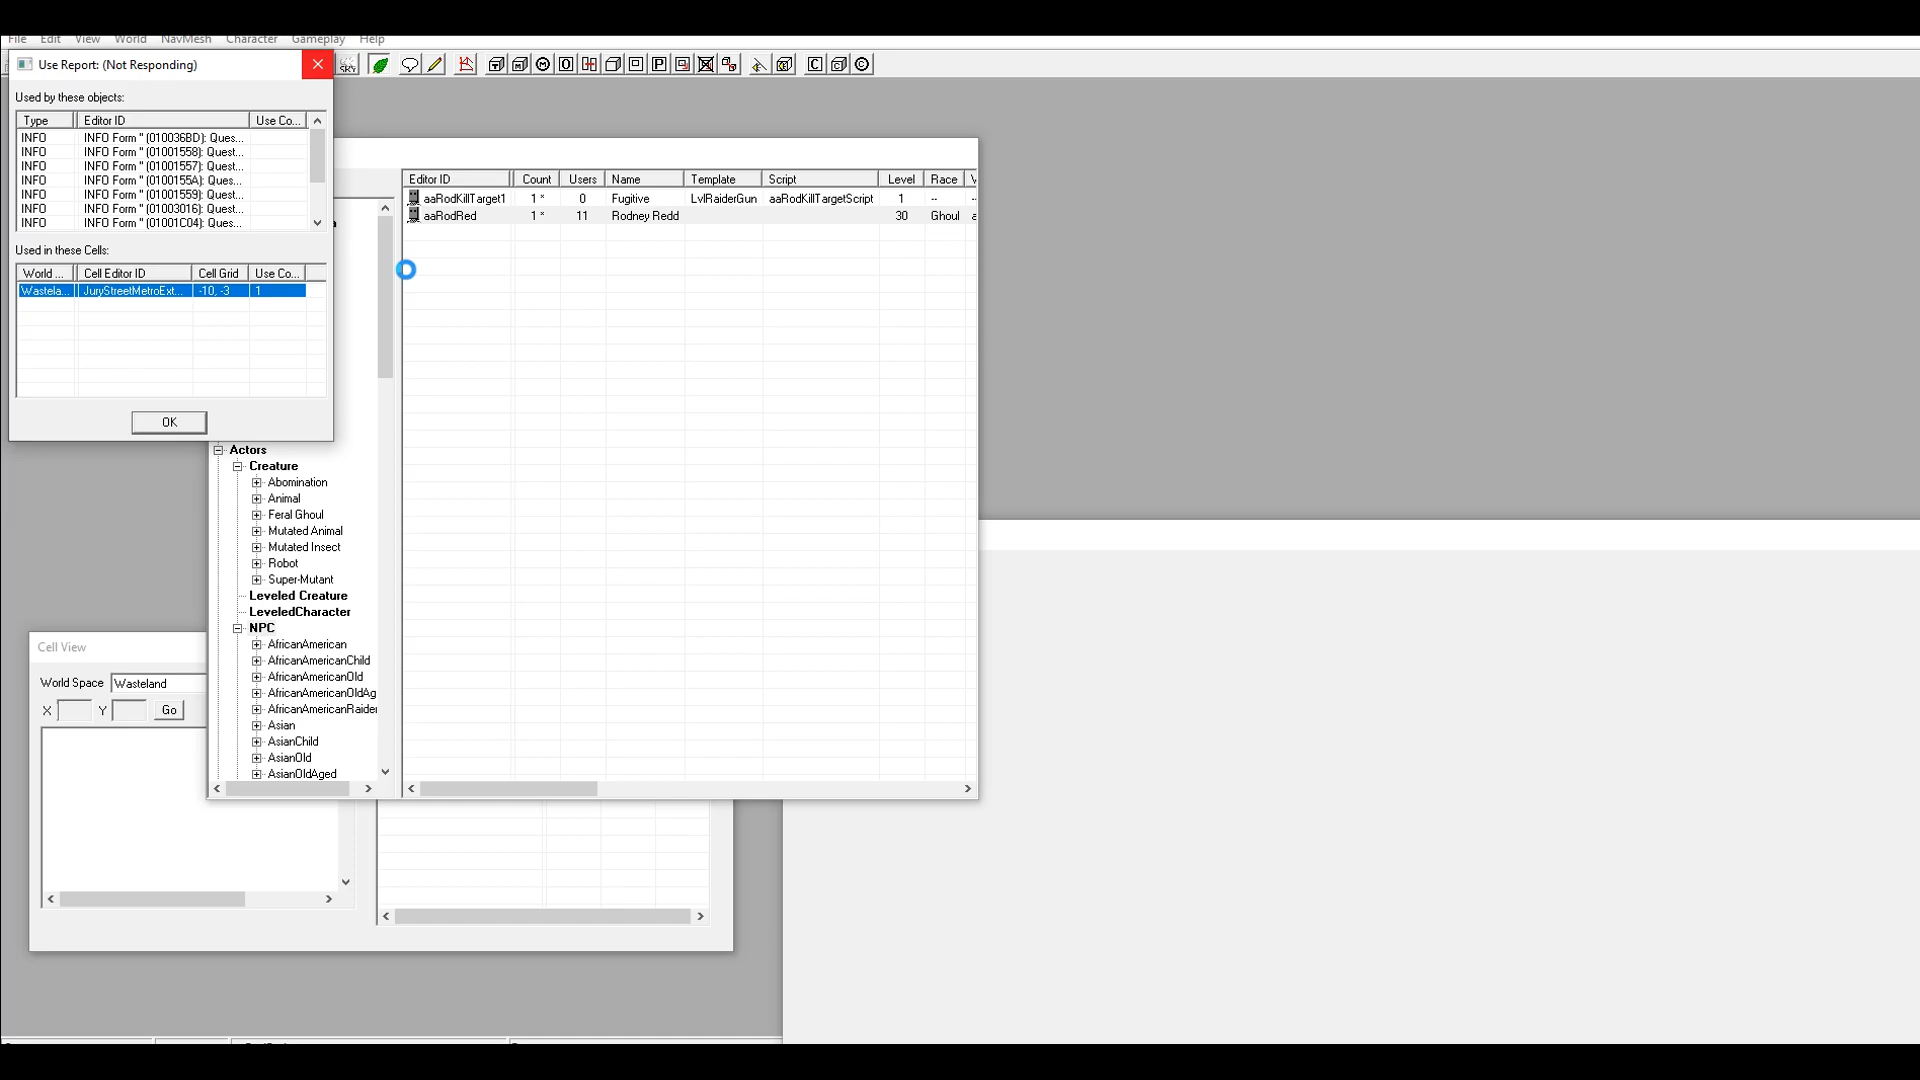 File Edit View World NavMesh Character Gameplay Help
Use Report: (Not Responding)
Used by these objects:
Type Editor ID Use Co...
INFO INFO Form '' (010036BD): Ques...
INFO INFO Form '' (01001558): Quest...
INFO INFO Form '' (01001557): Quest...
INFO INFO Form '' (0100155A): Ques...
INFO INFO Form '' (01001559): Quest...
INFO INFO Form '' (01003016): Quest...
INFO INFO Form '' (01001C04): Ques...
Used in these Cells:
World ... Cell Editor ID Cell Grid Use Co...
Wastela... JuryStreetMetroExt... -10, -3 1
OK
Editor ID Count Users Name Template Script Level Race
aaRodKillTarget1 1 * 0 Fugitive LvlRaiderGun aaRodKillTargetScript 1 --
aaRodRed 1 * 11 Rodney Redd 30 Ghoul
Actors
Creature
Abomination
Animal
Feral Ghoul
Mutated Animal
Mutated Insect
Robot
Super-Mutant
Leveled Creature
LeveledCharacter
NPC
AfricanAmerican
AfricanAmericanChild
AfricanAmericanOld
AfricanAmericanOldAg
AfricanAmericanRaider
Asian
AsianChild
AsianOld
AsianOldAged
Cell View
World Space Wasteland
X Y Go